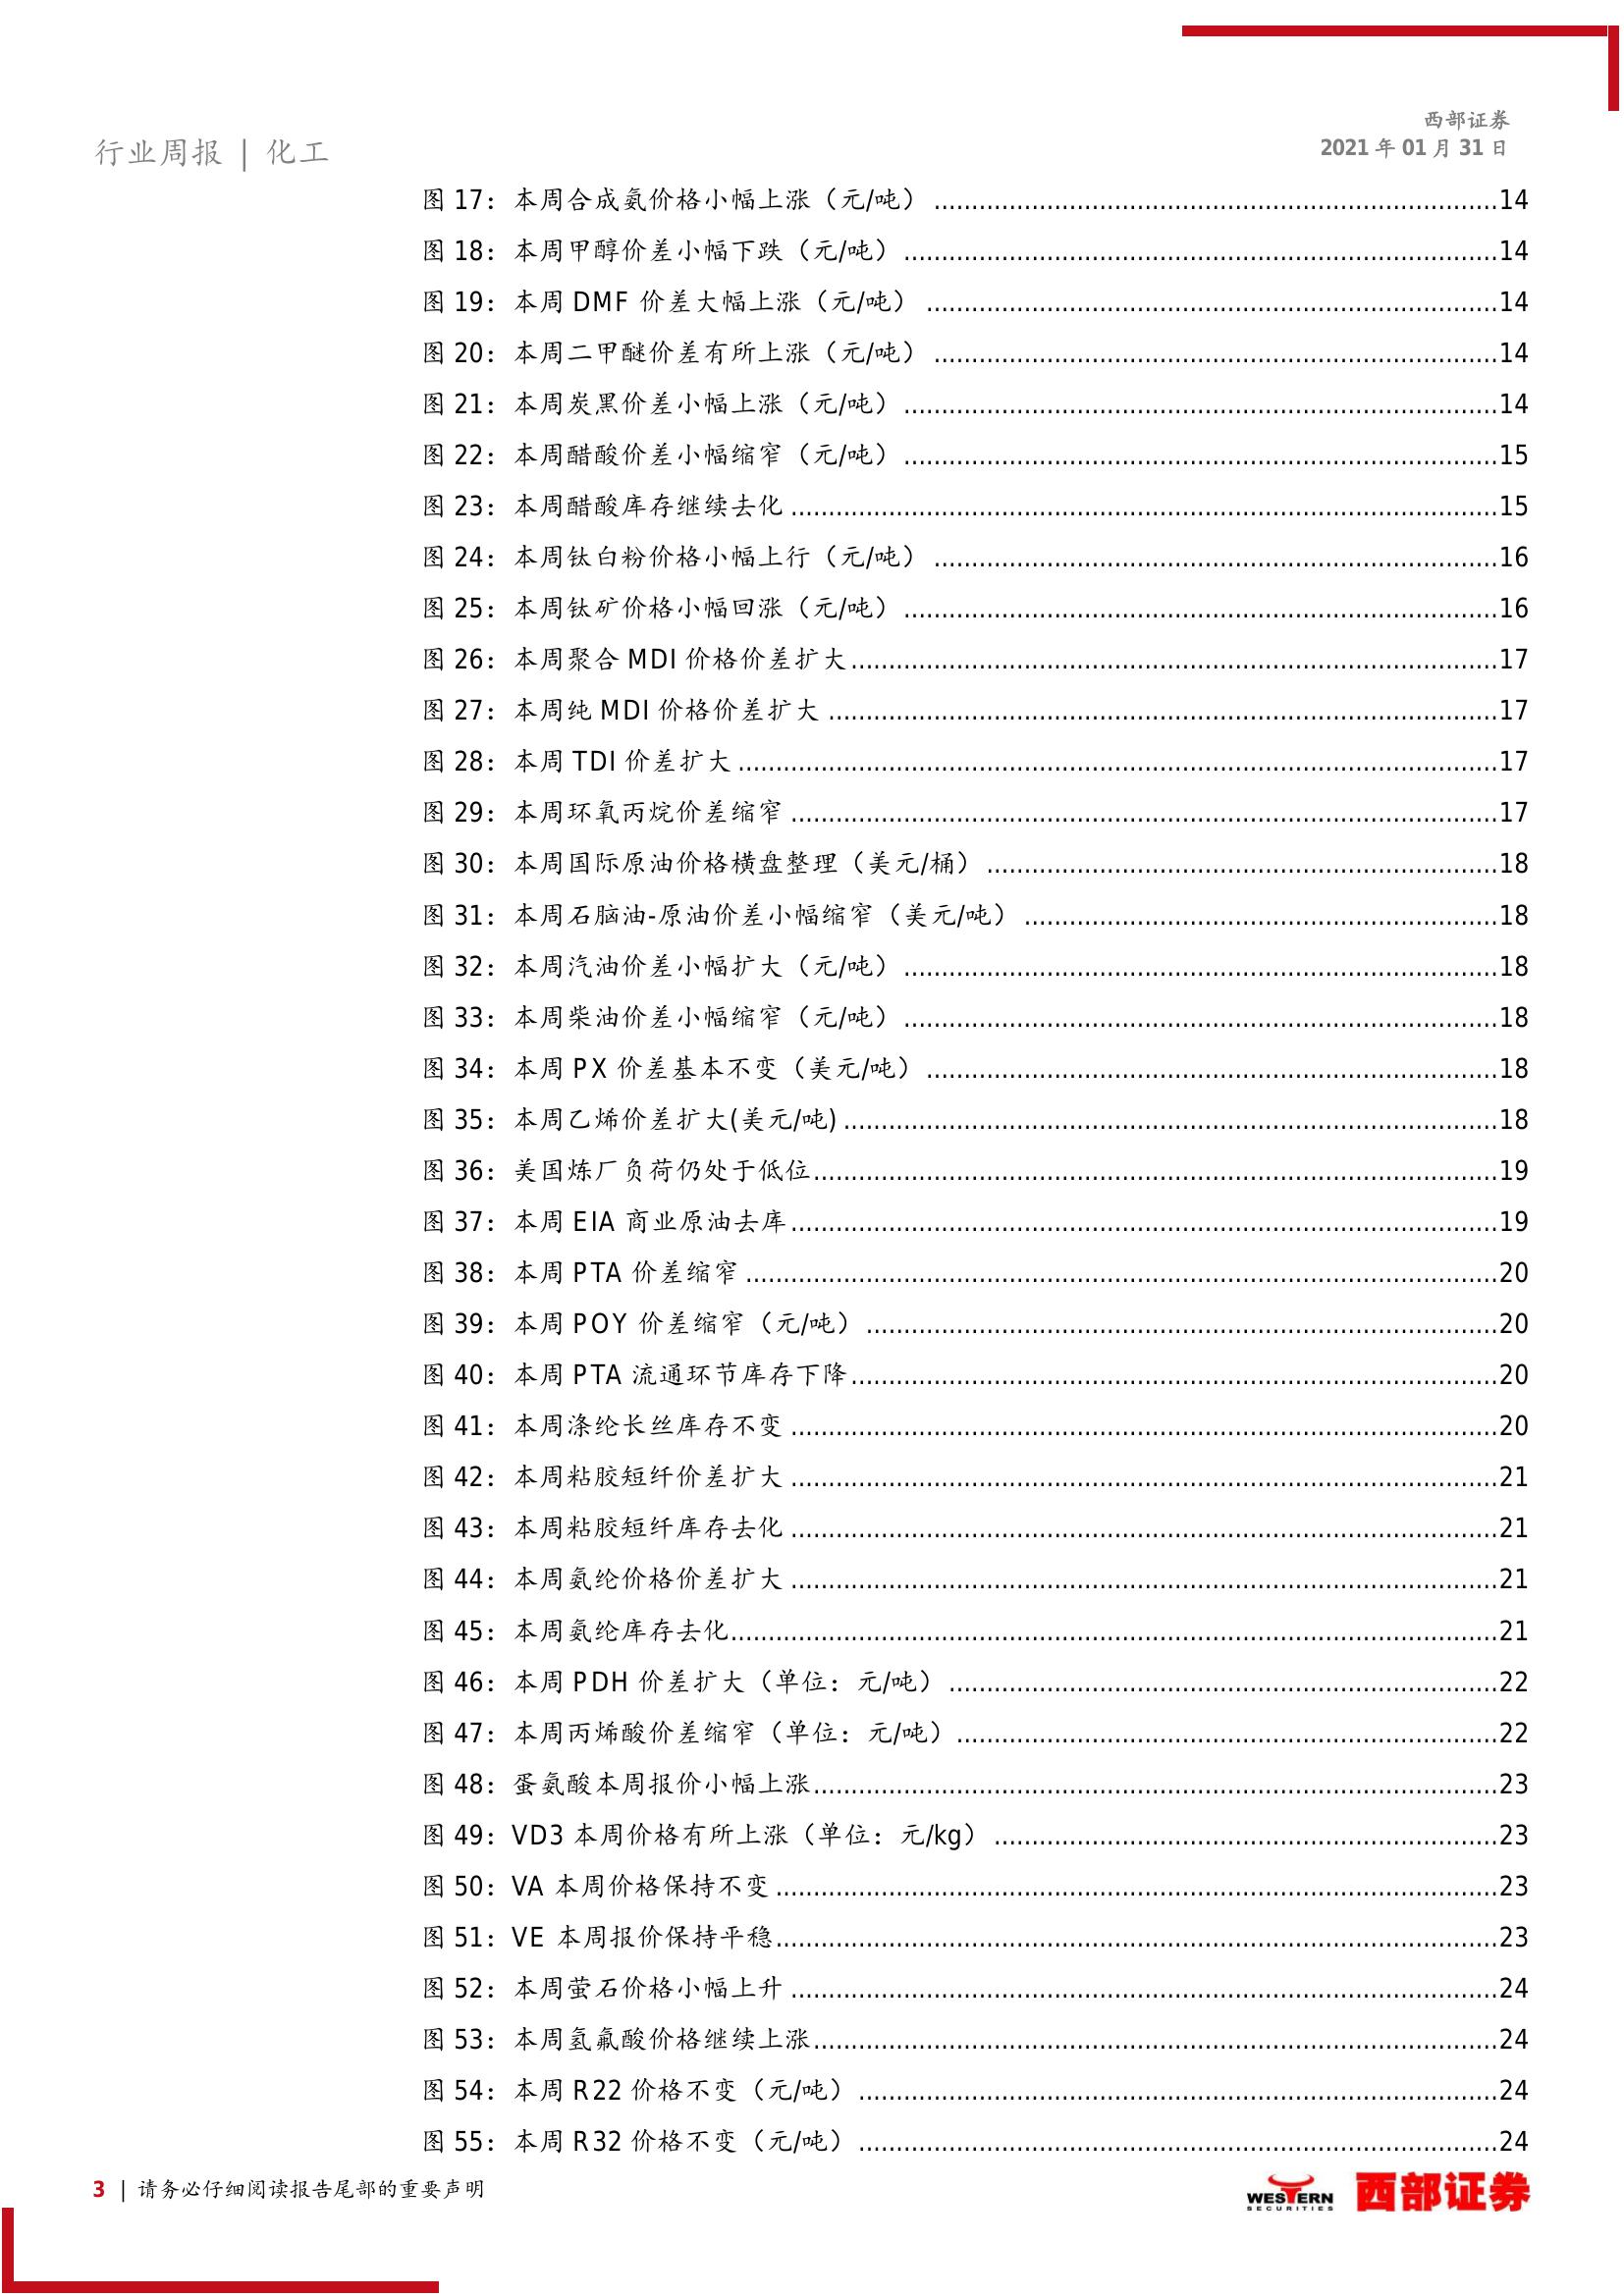 西部证券
行业周报 | 化工
2021 年 01 月 31 日
图 17：本周合成氨价格小幅上涨（元/吨） ................................................................14
图 18：本周甲醇价差小幅下跌（元/吨） ................................................................14
图 19：本周 DMF 价差大幅上涨（元/吨） ................................................................14
图 20：本周二甲醚价差有所上涨（元/吨） ................................................................14
图 21：本周炭黑价差小幅上涨（元/吨） ................................................................14
图 22：本周醋酸价差小幅缩窄（元/吨） ................................................................15
图 23：本周醋酸库存继续去化 ................................................................15
图 24：本周钛白粉价格小幅上行（元/吨） ................................................................16
图 25：本周钛矿价格小幅回涨（元/吨） ................................................................16
图 26：本周聚合 MDI 价格价差扩大 ................................................................17
图 27：本周纯 MDI 价格价差扩大 ................................................................17
图 28：本周 TDI 价差扩大 ................................................................17
图 29：本周环氧丙烷价差缩窄 ................................................................17
图 30：本周国际原油价格横盘整理（美元/桶） ................................................................18
图 31：本周石脑油-原油价差小幅缩窄（美元/吨） ................................................................18
图 32：本周汽油价差小幅扩大（元/吨） ................................................................18
图 33：本周柴油价差小幅缩窄（元/吨） ................................................................18
图 34：本周 PX 价差基本不变（美元/吨） ................................................................18
图 35：本周乙烯价差扩大(美元/吨) ................................................................18
图 36：美国炼厂负荷仍处于低位 ................................................................19
图 37：本周 EIA 商业原油去库 ................................................................19
图 38：本周 PTA 价差缩窄 ................................................................20
图 39：本周 POY 价差缩窄（元/吨） ................................................................20
图 40：本周 PTA 流通环节库存下降 ................................................................20
图 41：本周涤纶长丝库存不变 ................................................................20
图 42：本周粘胶短纤价差扩大 ................................................................21
图 43：本周粘胶短纤库存去化 ................................................................21
图 44：本周氨纶价格价差扩大 ................................................................21
图 45：本周氨纶库存去化 ................................................................21
图 46：本周 PDH 价差扩大（单位：元/吨） ................................................................22
图 47：本周丙烯酸价差缩窄（单位：元/吨） ................................................................22
图 48：蛋氨酸本周报价小幅上涨 ................................................................23
图 49：VD3 本周价格有所上涨（单位：元/kg） ................................................................23
图 50：VA 本周价格保持不变 ................................................................23
图 51：VE 本周报价保持平稳 ................................................................23
图 52：本周萤石价格小幅上升 ................................................................24
图 53：本周氢氟酸价格继续上涨 ................................................................24
图 54：本周 R22 价格不变（元/吨） ................................................................24
图 55：本周 R32 价格不变（元/吨） ................................................................24
3 | 请务必仔细阅读报告尾部的重要声明
WESTERN
SECURITIES
西部证券